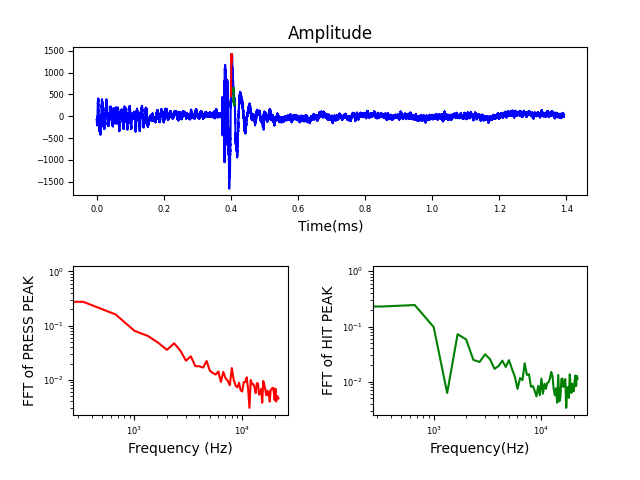 Amplitude
1500
1000
500
0
−500
−1000
−1500
0.0 0.2 0.4 0.6 0.8 1.0 1.2 1.4
Time(ms)
FFT of PRESS PEAK
10⁰
10⁻¹
10⁻²
10³ 10⁴
Frequency (Hz)
FFT of HIT PEAK
10⁰
10⁻¹
10⁻²
10³ 10⁴
Frequency(Hz)